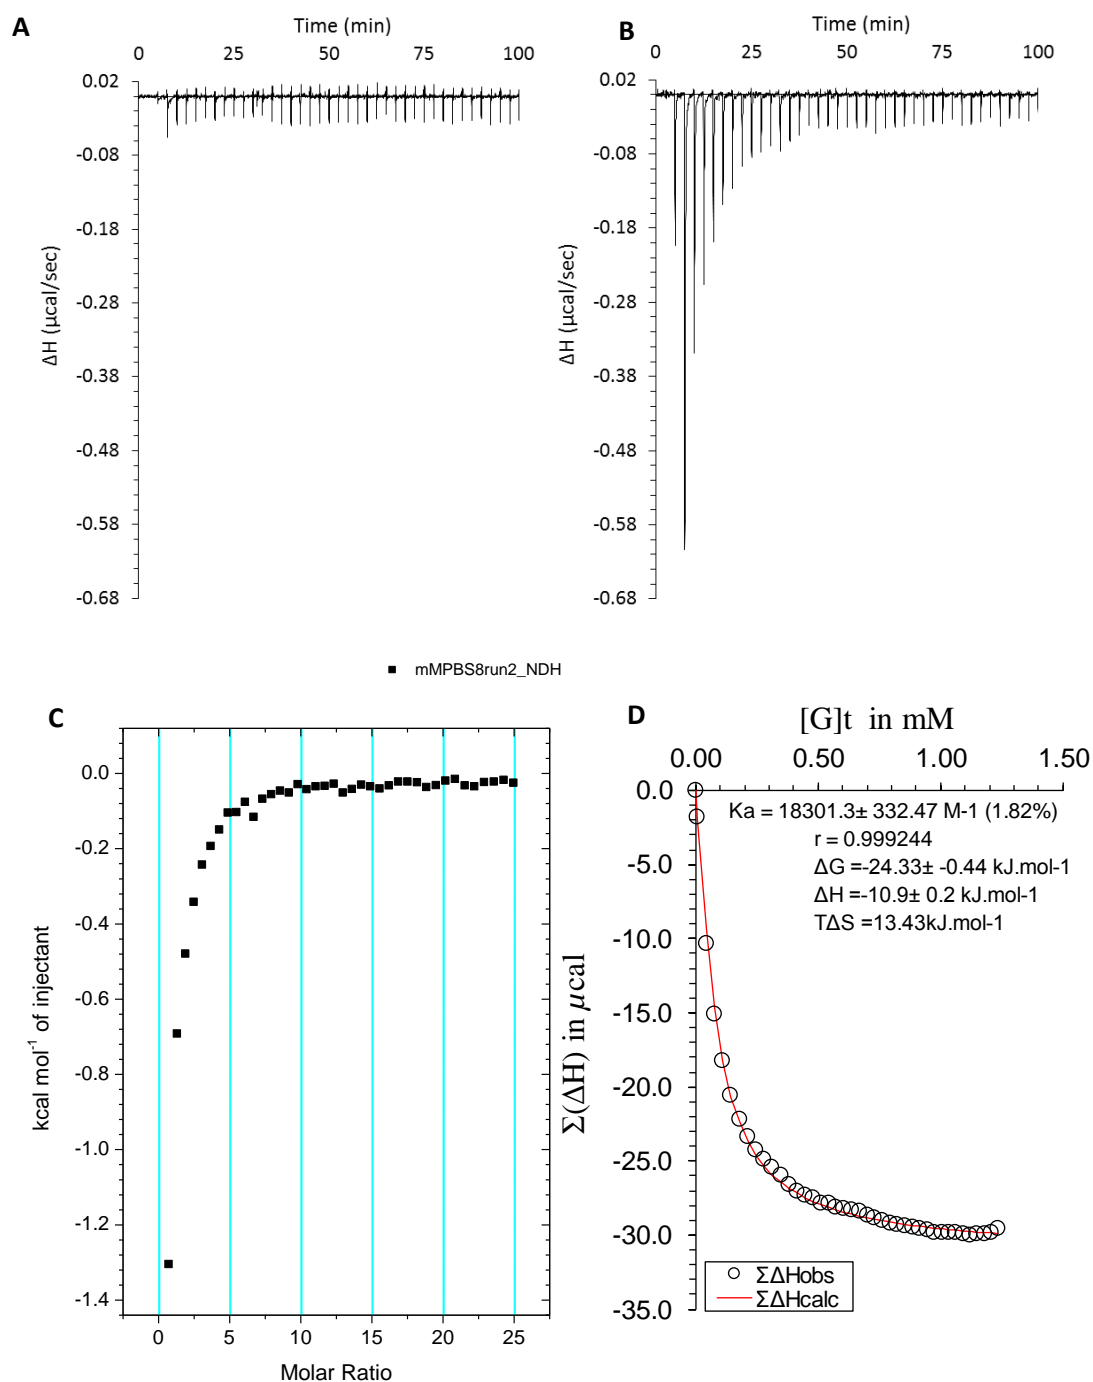 A
Time (min)
0 25 50 75 100
0.02
-0.08
-0.18
-0.28
-0.38
-0.48
-0.58
-0.68
ΔH (µcal/sec)
B
Time (min)
0 25 50 75 100
0.02
-0.08
-0.18
-0.28
-0.38
-0.48
-0.58
-0.68
ΔH (µcal/sec)
mMPBS8run2_NDH
C
0.0
-0.2
-0.4
-0.6
-0.8
-1.0
-1.2
-1.4
kcal mol⁻¹ of injectant
0 5 10 15 20 25
Molar Ratio
D
[G]t in mM
0.00 0.50 1.00 1.50
0.0
-5.0
-10.0
-15.0
-20.0
-25.0
-30.0
-35.0
Σ(ΔH) in µcal
Ka = 18301.3± 332.47 M-1 (1.82%)
r = 0.999244
ΔG =-24.33± -0.44 kJ.mol-1
ΔH =-10.9± 0.2 kJ.mol-1
TΔS =13.43kJ.mol-1
ΣΔHobs
ΣΔHcalc